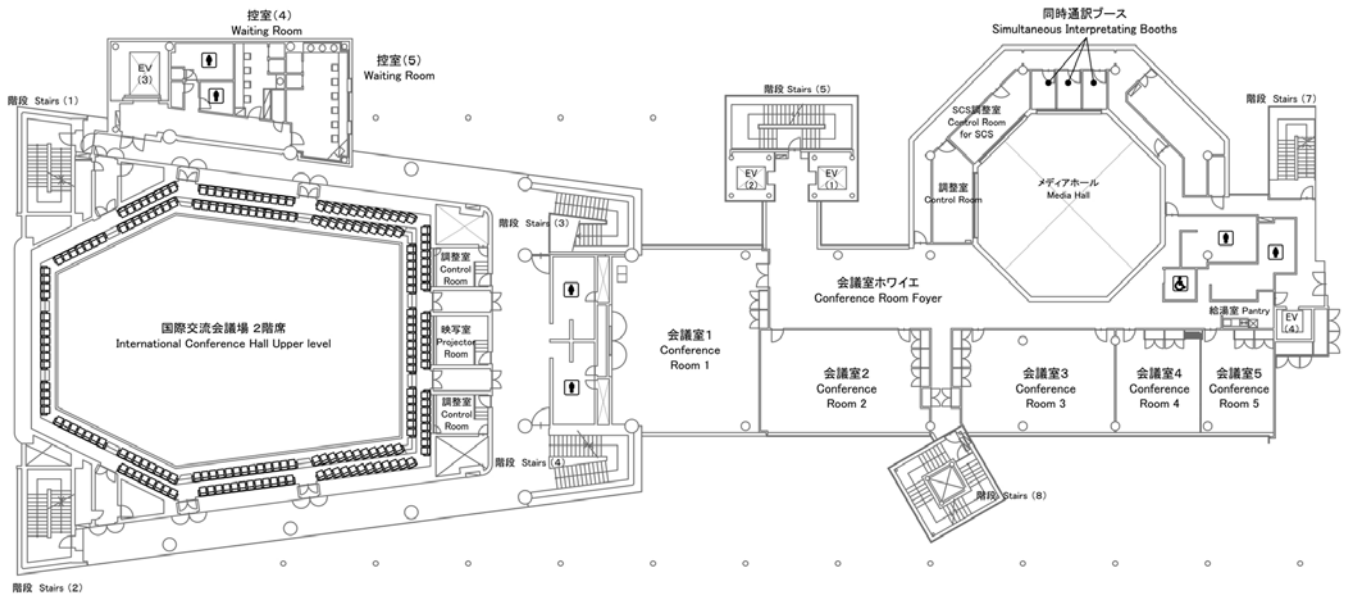 控室(4)
Waiting Room
控室(5)
Waiting Room
EV
(3)
階段 Stairs (1)
同時通訳ブース
Simultaneous Interpretating Booths
階段 Stairs (5)
EV
(2)
EV
(1)
SCS調整室
Control Room
for SCS
調整室
Control Room
メディアホール
Media Hall
階段 Stairs (7)
階段 Stairs (3)
調整室
Control
Room
映写室
Projector
Room
調整室
Control
Room
国際交流会議場 2階席
International Conference Hall Upper level
会議室ホワイエ
Conference Room Foyer
給湯室 Pantry
EV
(4)
会議室1
Conference
Room 1
会議室2
Conference
Room 2
会議室3
Conference
Room 3
会議室4
Conference
Room 4
会議室5
Conference
Room 5
階段 Stairs (4)
階段 Stairs (8)
階段 Stairs (2)